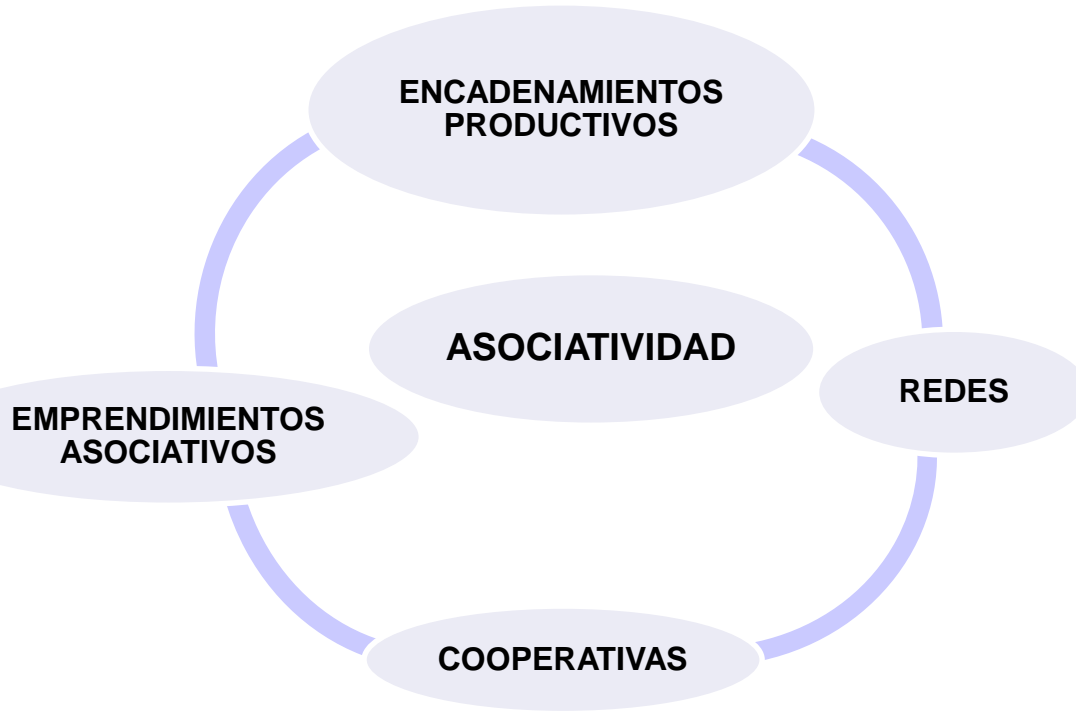 ENCADENAMIENTOS
PRODUCTIVOS
ASOCIATIVIDAD
REDES
EMPRENDIMIENTOS
ASOCIATIVOS
COOPERATIVAS